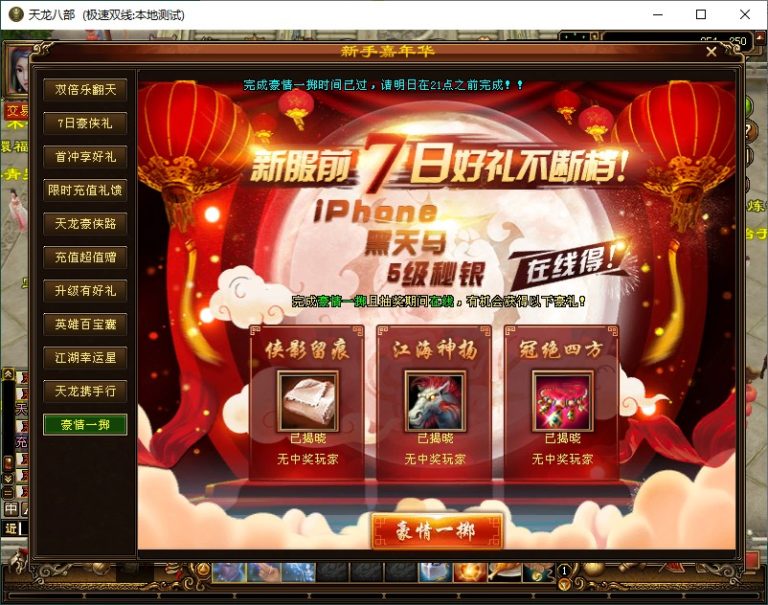 天龙八部 (极速双线:本地测试)
新手嘉年华
交易
双倍乐翻天
7日豪侠礼
首冲享好礼
限时充值礼馈
天龙豪侠路
充值超值赠
升级有好礼
英雄百宝囊
江湖幸运星
天龙携手行
豪情一掷
完成豪情一掷时间已过，请明日在21点之前完成！！
新服前7日好礼不断档!
iPhone
黑天马
5级秘银
在线得!
完成豪情一掷且抽奖期间在线，有机会获得以下豪礼！
侠影留痕
江海神扬
冠绝四方
已揭晓
已揭晓
已揭晓
无中奖玩家
无中奖玩家
无中奖玩家
豪情一掷
近
1